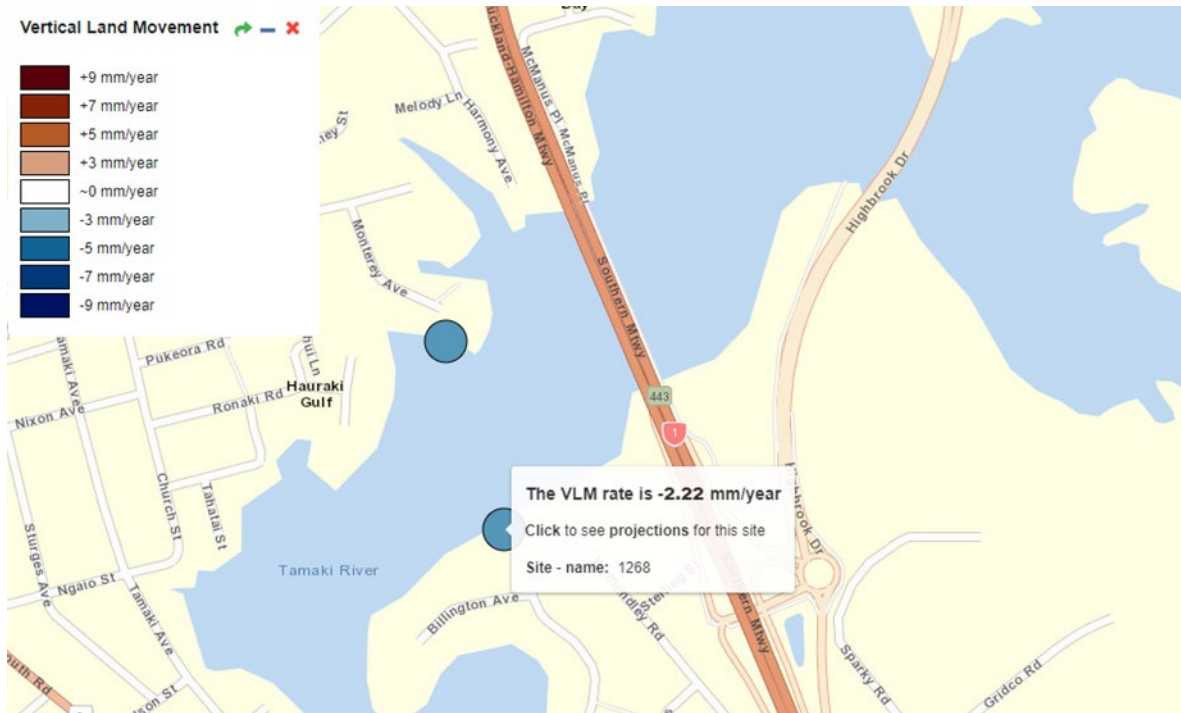 Vertical Land Movement
+9 mm/year
+7 mm/year
+5 mm/year
+3 mm/year
~0 mm/year
-3 mm/year
-5 mm/year
-7 mm/year
-9 mm/year
Auckland-Hamilton Mtwy
McManus Pl
McManus Pl
Melody Ln
Harmony Ave
Highbrook Dr
Monterey Ave
Southern Mtwy
Pukeora Rd
Ronaki Rd
Hauraki
Gulf
Nixon Ave
443
1
The VLM rate is -2.22 mm/year
Click to see projections for this site
Site - name: 1268
Highbrook Dr
Church St
Tahatai St
Sturges Ave
Tamaki River
Ngaio St
Tamaki Ave
Billington Ave
Sparky Rd
Gridco Rd